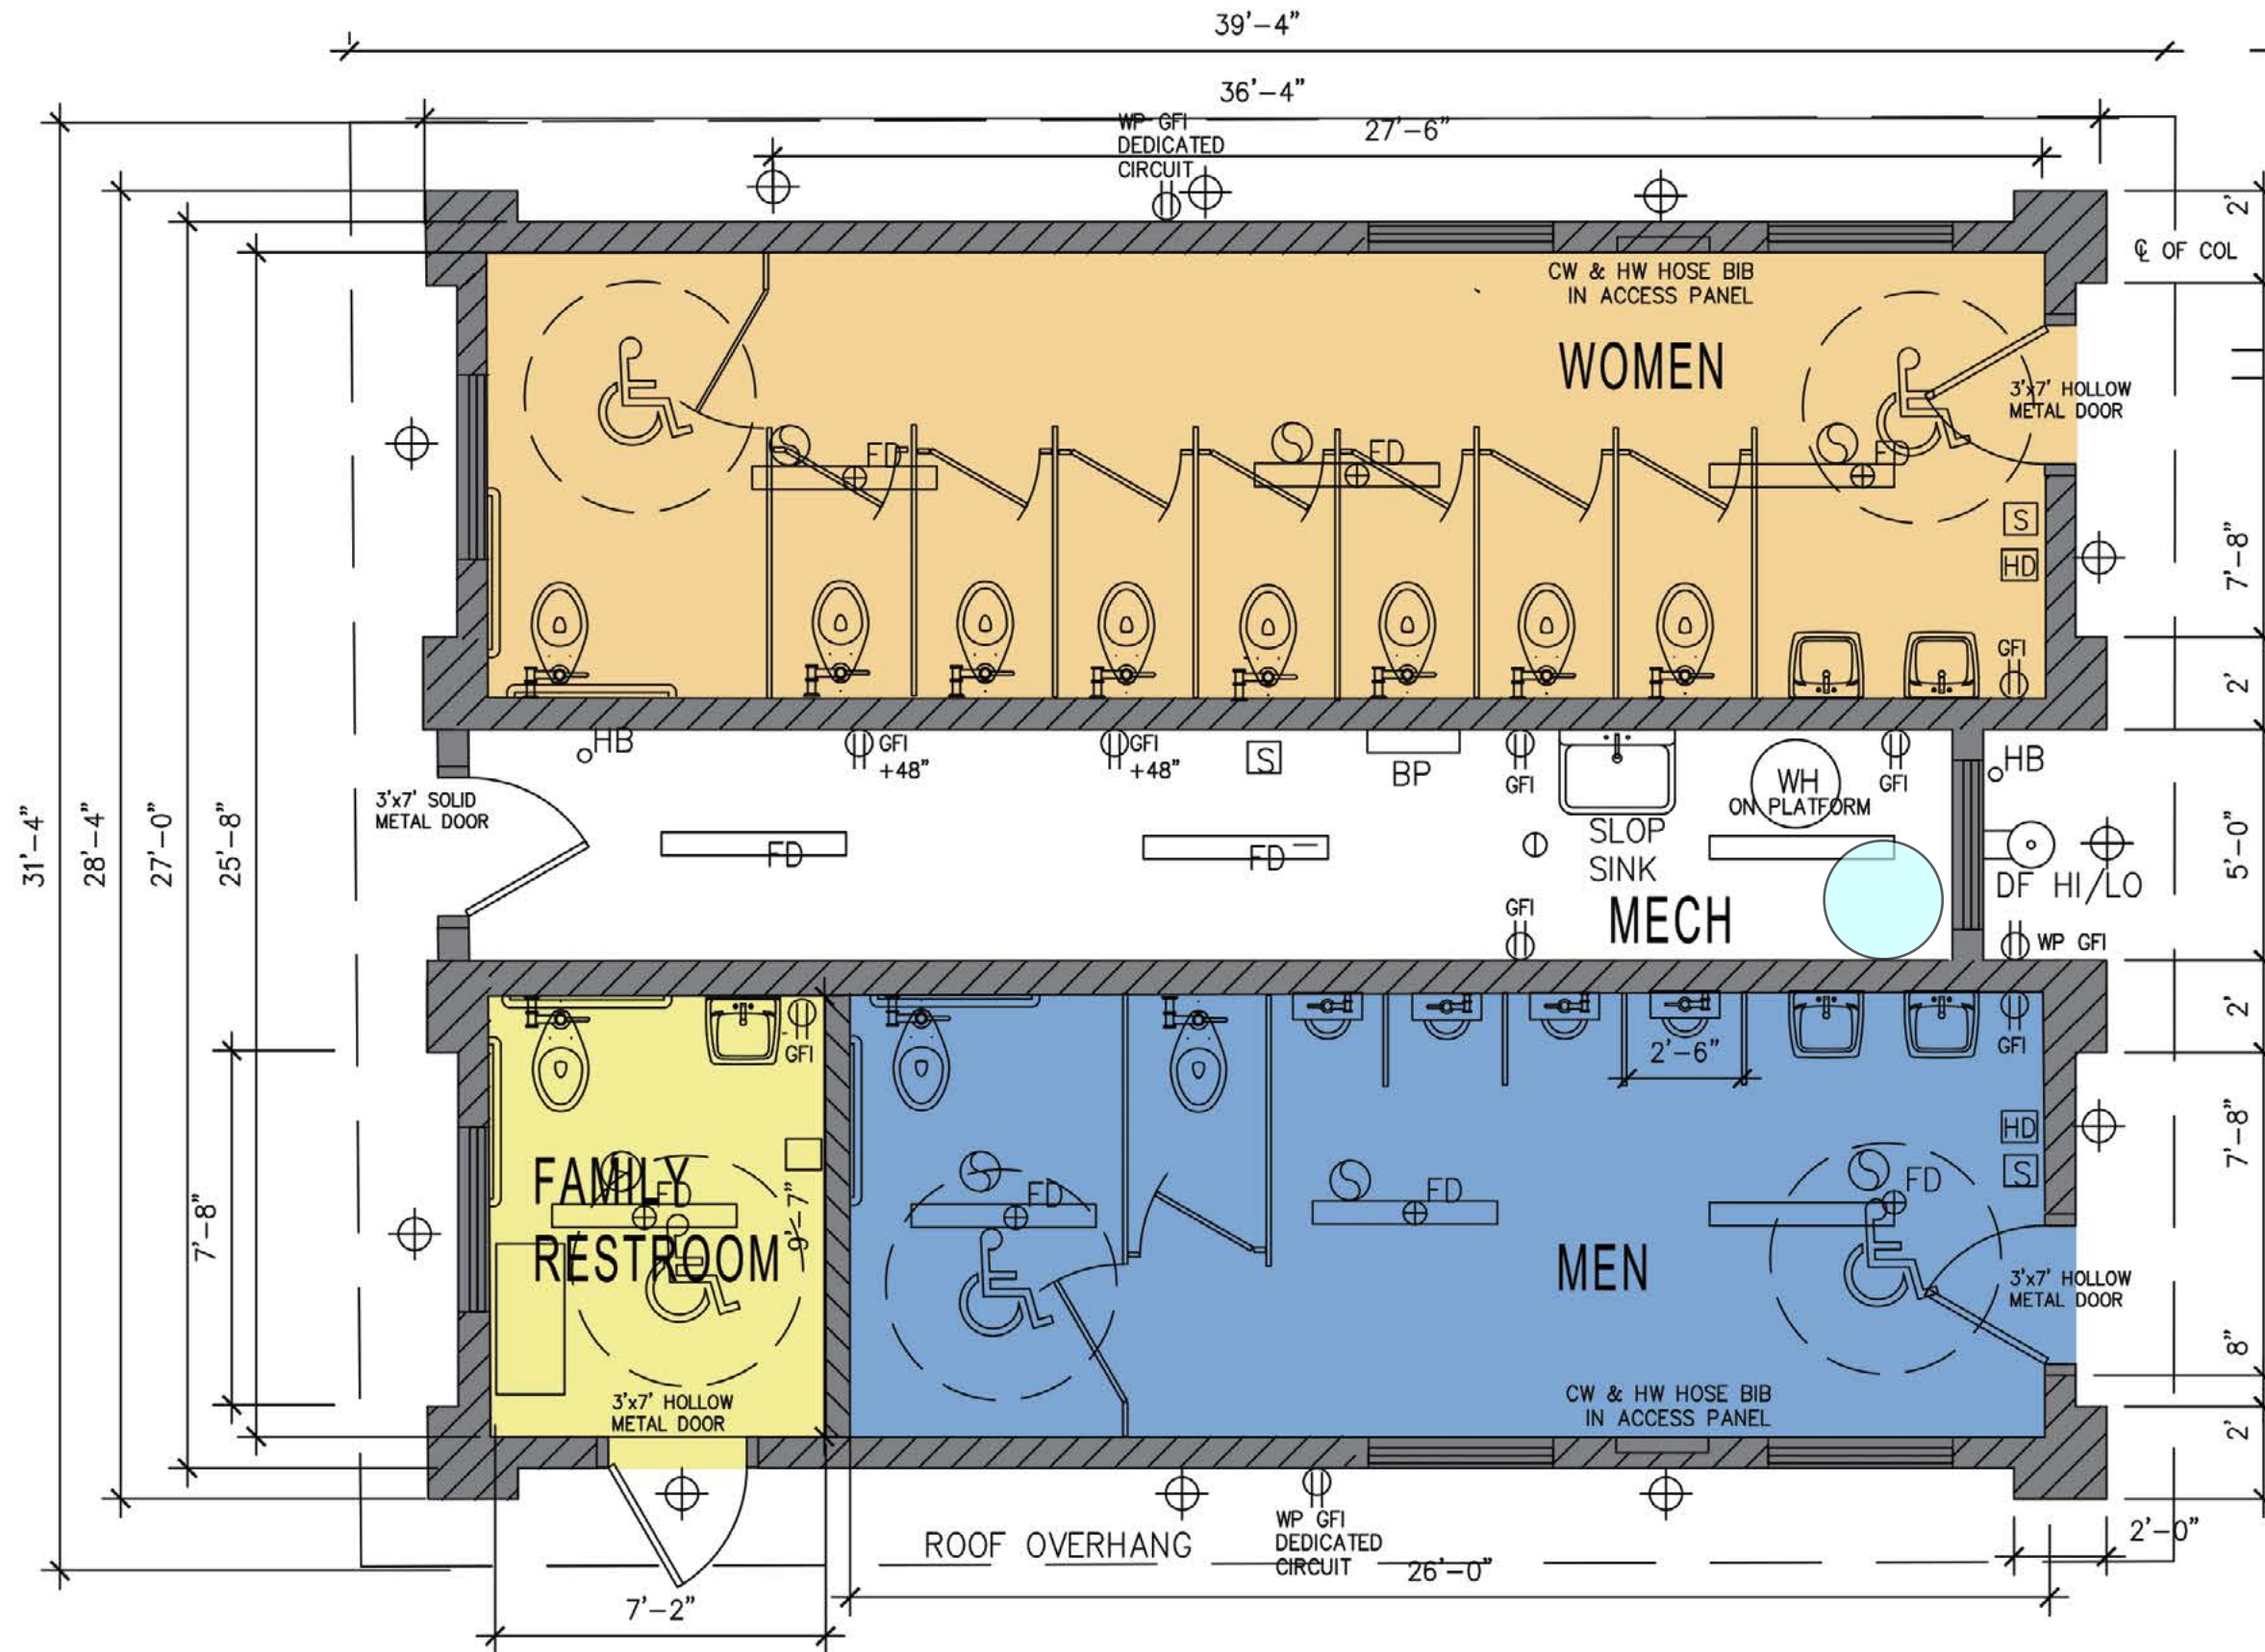 39'-4"
36'-4"
27'-6"
WP GFI
DEDICATED
CIRCUIT
2'
℄ OF COL
CW & HW HOSE BIB
IN ACCESS PANEL
WOMEN
3'x7' HOLLOW
METAL DOOR
FD
FD
FD
S
HD
7'-8"
GFI
2'
HB
GFI
+48"
GFI
+48"
S
BP
GFI
WH
ON PLATFORM
GFI
HB
3'x7' SOLID
METAL DOOR
31'-4"
28'-4"
27'-0"
25'-8"
FD
FD
SLOP
SINK
MECH
GFI
DF HI/LO
5'-0"
WP GFI
GFI
2'-6"
GFI
2'
HD
S
7'-8"
7'-8"
FAMILY
RESTROOM
FD
9'-7"
FD
FD
FD
MEN
3'x7' HOLLOW
METAL DOOR
8"
3'x7' HOLLOW
METAL DOOR
CW & HW HOSE BIB
IN ACCESS PANEL
2'
ROOF OVERHANG
WP GFI
DEDICATED
CIRCUIT
2'-0"
26'-0"
7'-2"